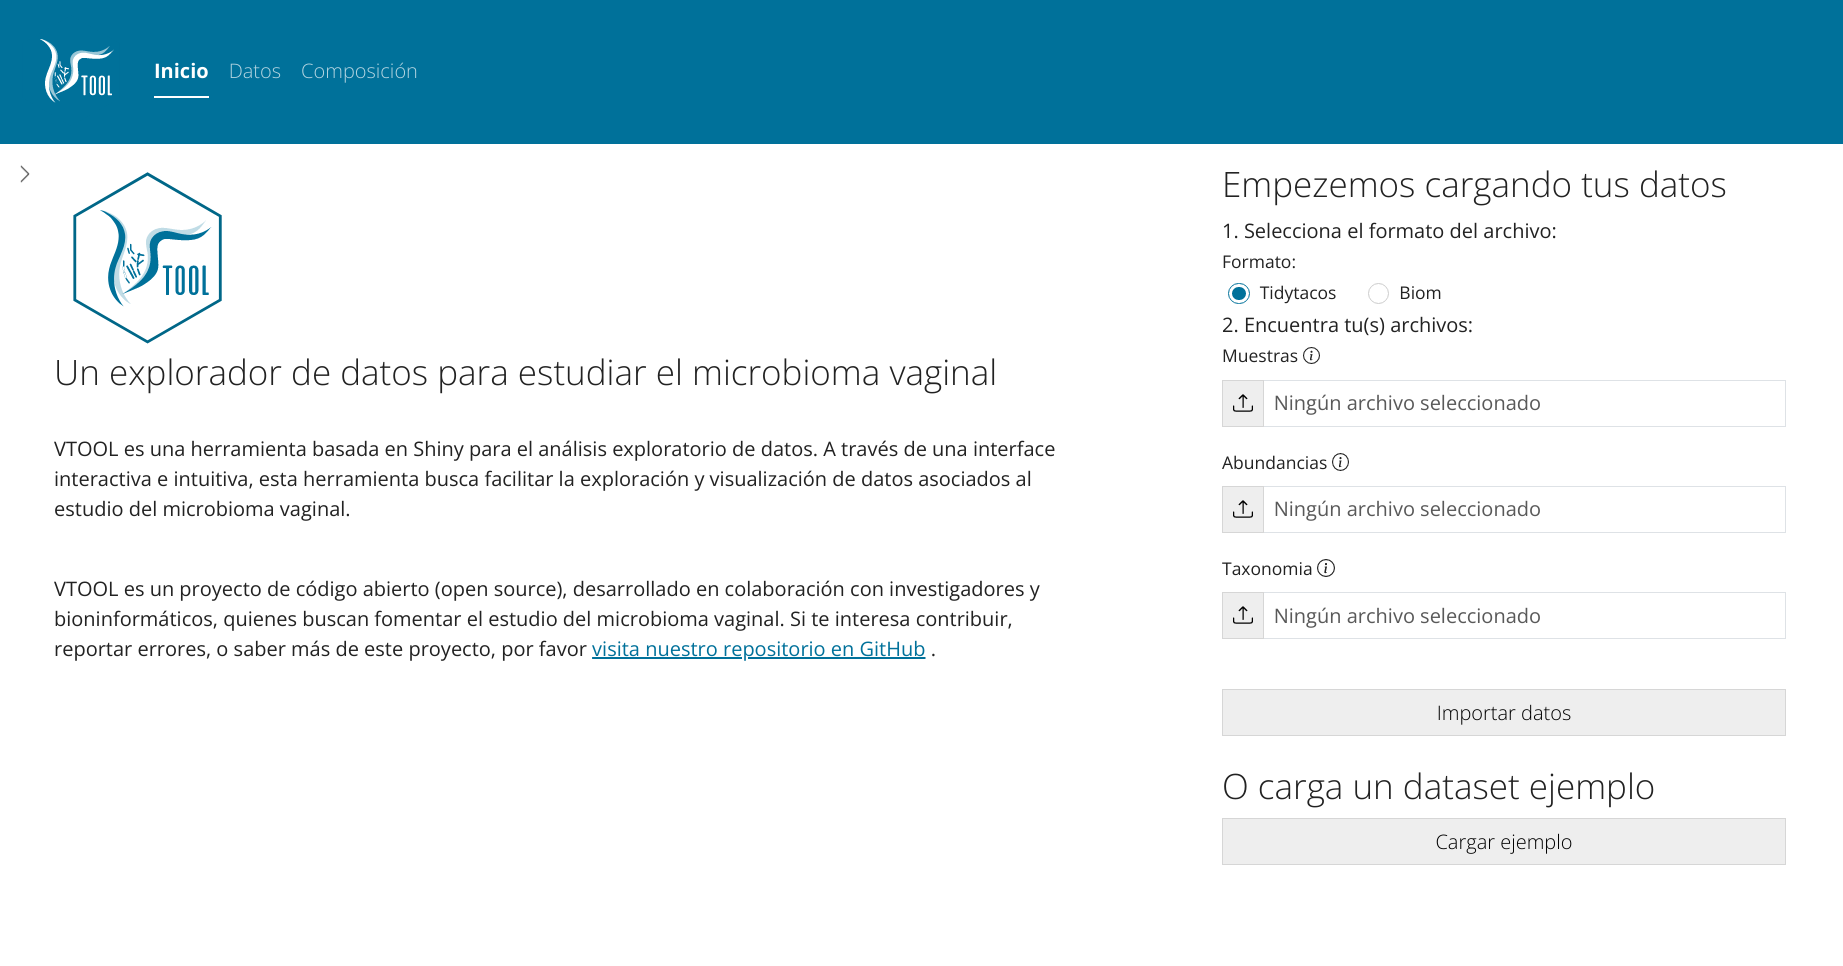 TOOL
Inicio Datos Composición
TOOL
Un explorador de datos para estudiar el microbioma vaginal
VTOOL es una herramienta basada en Shiny para el análisis exploratorio de datos. A través de una interface
interactiva e intuitiva, esta herramienta busca facilitar la exploración y visualización de datos asociados al
estudio del microbioma vaginal.
VTOOL es un proyecto de código abierto (open source), desarrollado en colaboración con investigadores y
bioninformáticos, quienes buscan fomentar el estudio del microbioma vaginal. Si te interesa contribuir,
reportar errores, o saber más de este proyecto, por favor visita nuestro repositorio en GitHub .
Empezemos cargando tus datos
1. Selecciona el formato del archivo:
Formato:
Tidytacos Biom
2. Encuentra tu(s) archivos:
Muestras
Ningún archivo seleccionado
Abundancias
Ningún archivo seleccionado
Taxonomia
Ningún archivo seleccionado
Importar datos
O carga un dataset ejemplo
Cargar ejemplo